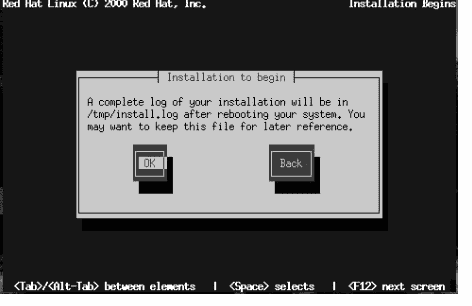 Red Hat Linux (C) 2000 Red Hat, Inc. Installation Begins
Installation to begin
A complete log of your installation will be in
/tmp/install.log after rebooting your system. You
may want to keep this file for later reference.
OK Back
<Tab>/<Alt-Tab> between elements | <Space> selects | <F12> next screen